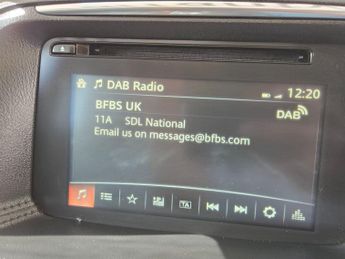 DAB Radio
12:20
BFBS UK
DAB
11A SDL National
Email us on messages@bfbs.com
TA